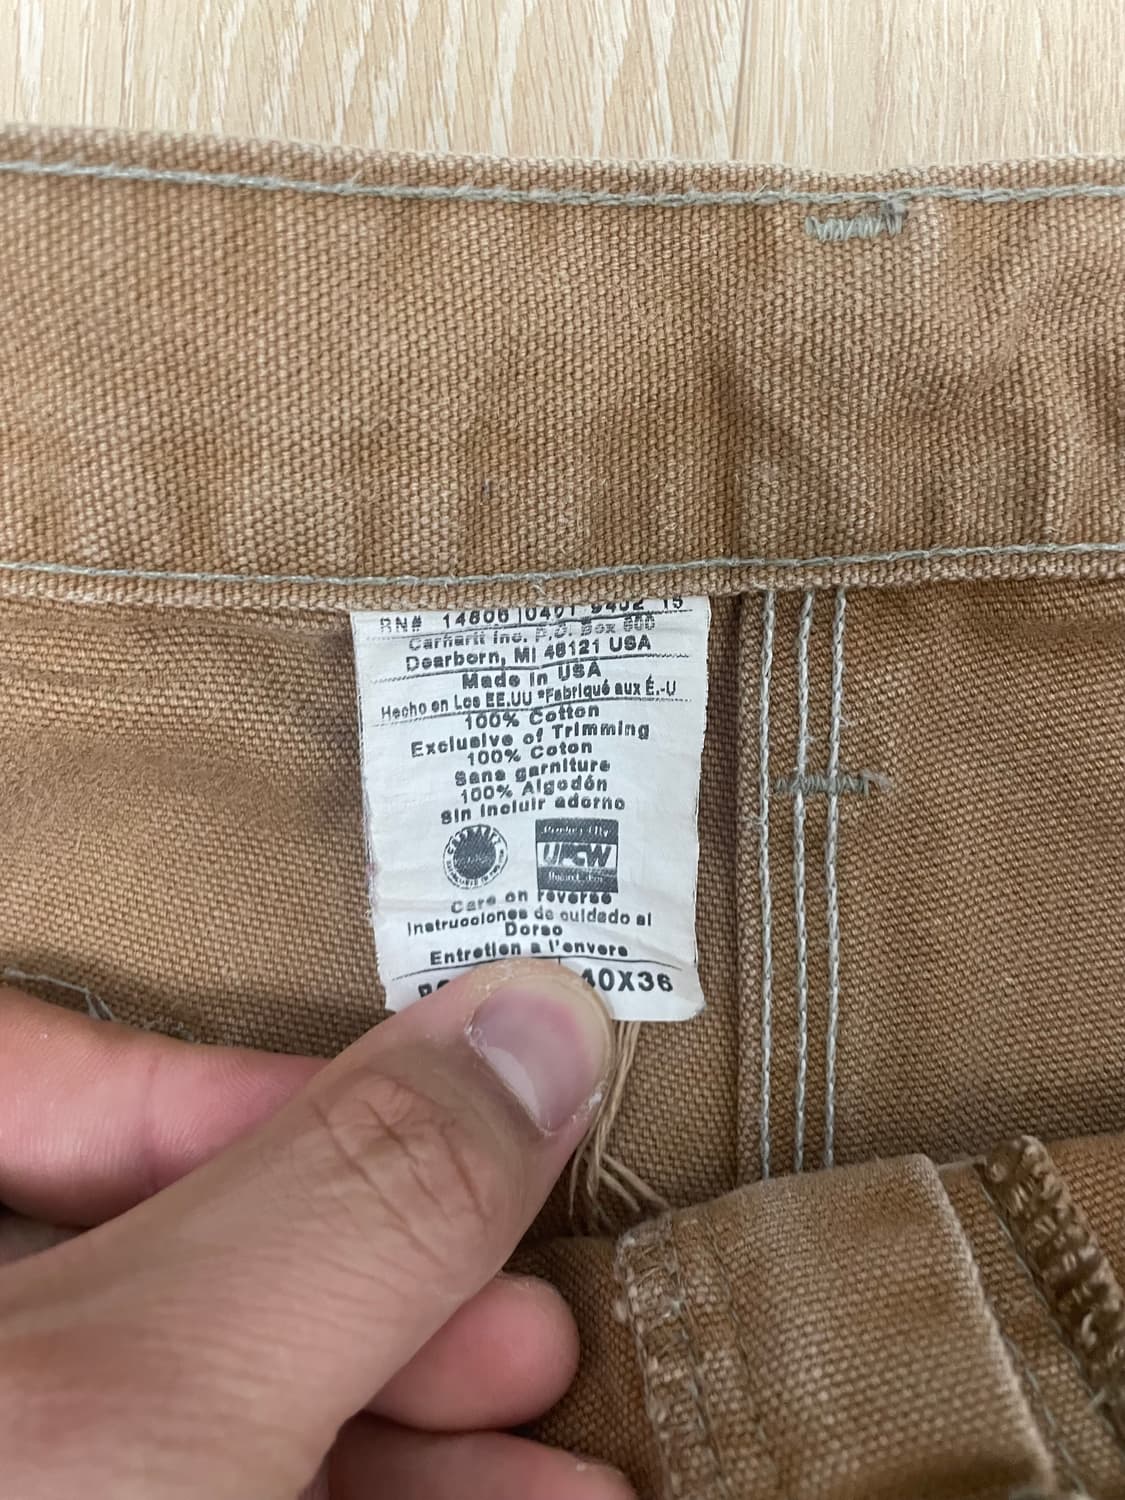 RN# 14806 0401 9402 15
Carhartt Inc. P.O. Box 600
Dearborn, MI 48121 USA
Made in USA
Hecho en Los EE.UU *Fabriqué aux É.-U
100% Cotton
Exclusive of Trimming
100% Coton
Sans garniture
100% Algodón
Sin incluir adorno
UFCW
Care on reverse
Instrucciones de cuidado al
Dorso
Entretien a l'envers
40X36